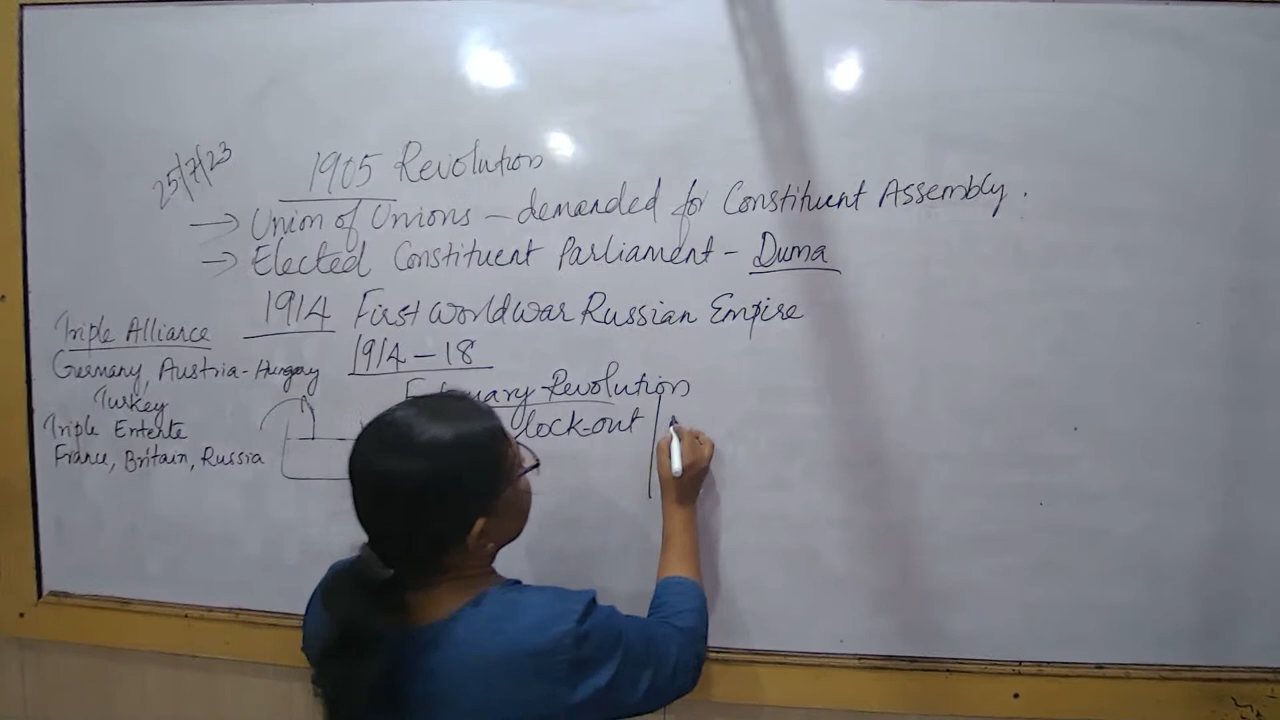 25/7/23
1905 Revolution
→ Union of Unions - demanded for Constituent Assembly.
→ Elected Constituent Parliament - Duma
1914 First World War Russian Empire
1914-18
Triple Alliance
Germany, Austria-Hungary
Turkey
Triple Entente
France, Britain, Russia
February Revolution
lock-out